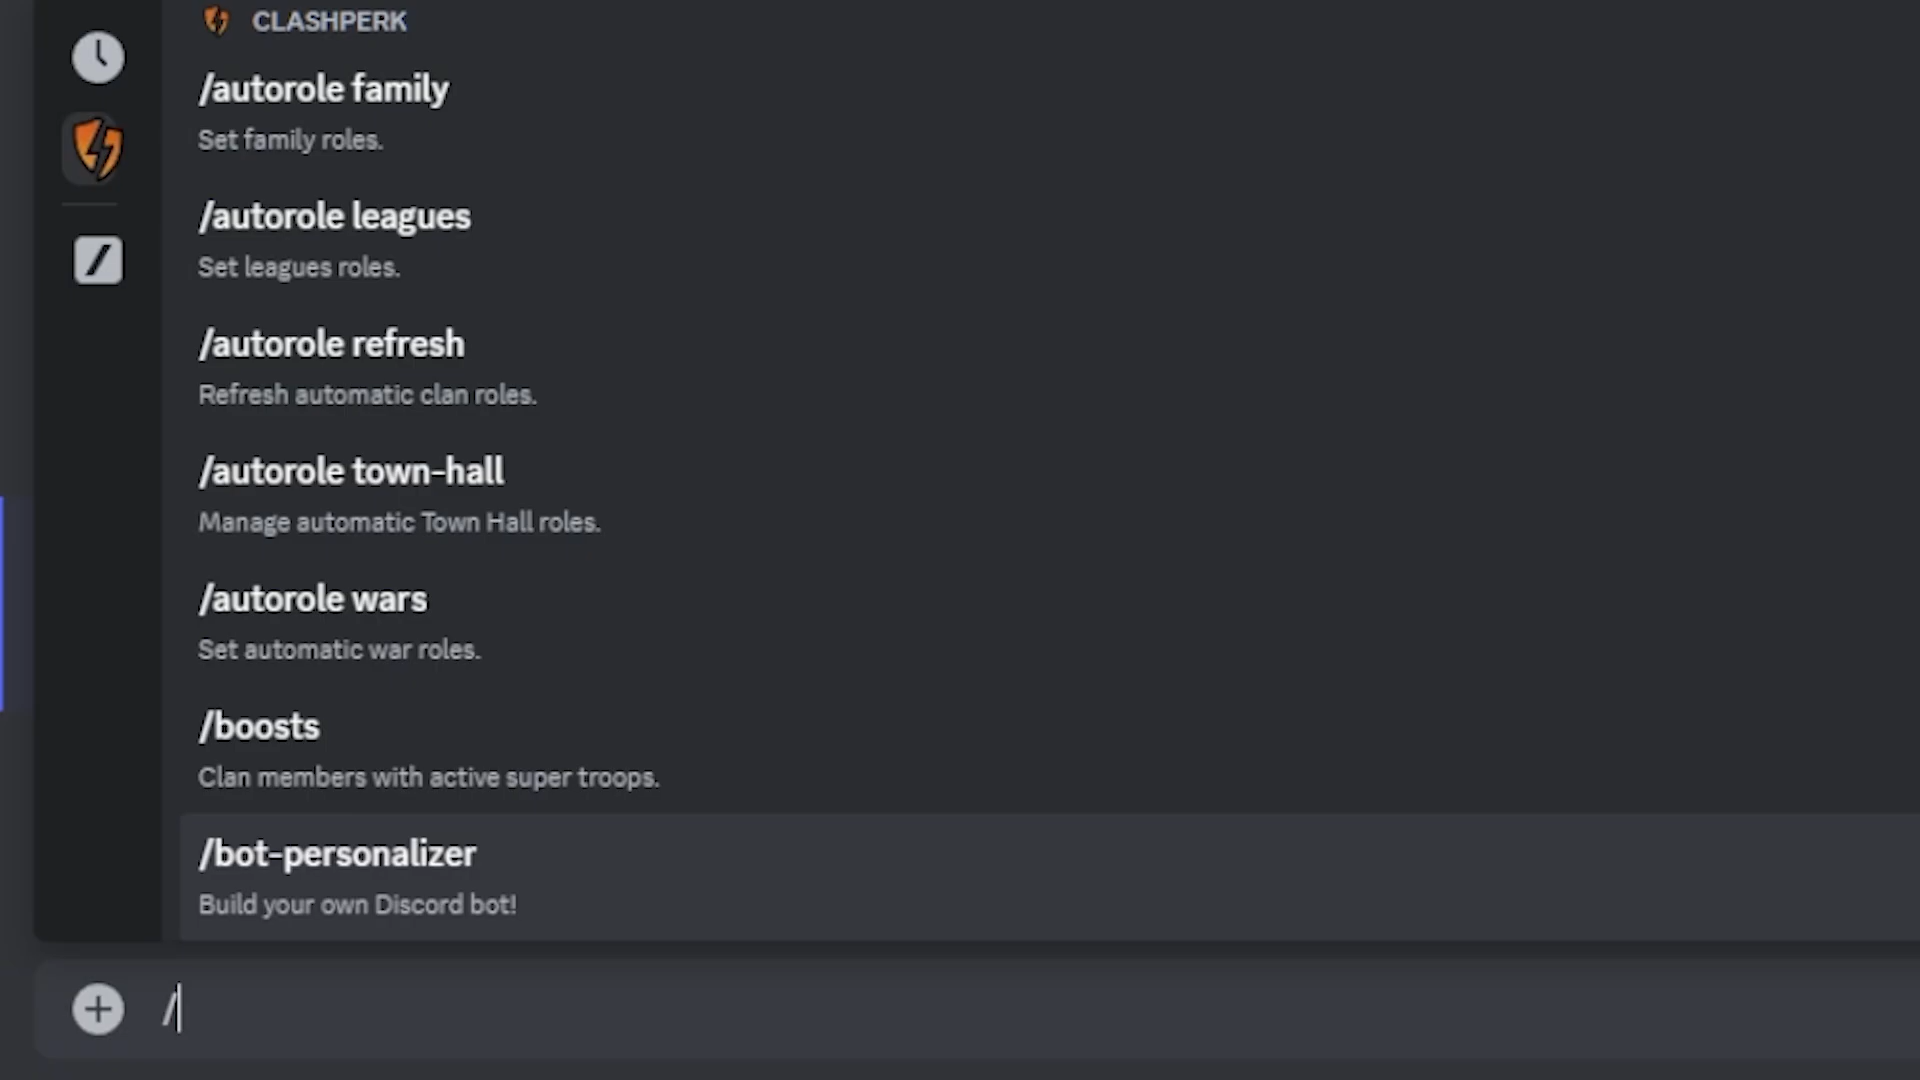 CLASHPERK
/autorole family
Set family roles.
/autorole leagues
Set leagues roles.
/autorole refresh
Refresh automatic clan roles.
/autorole town-hall
Manage automatic Town Hall roles.
/autorole wars
Set automatic war roles.
/boosts
Clan members with active super troops.
/bot-personalizer
Build your own Discord bot!
/